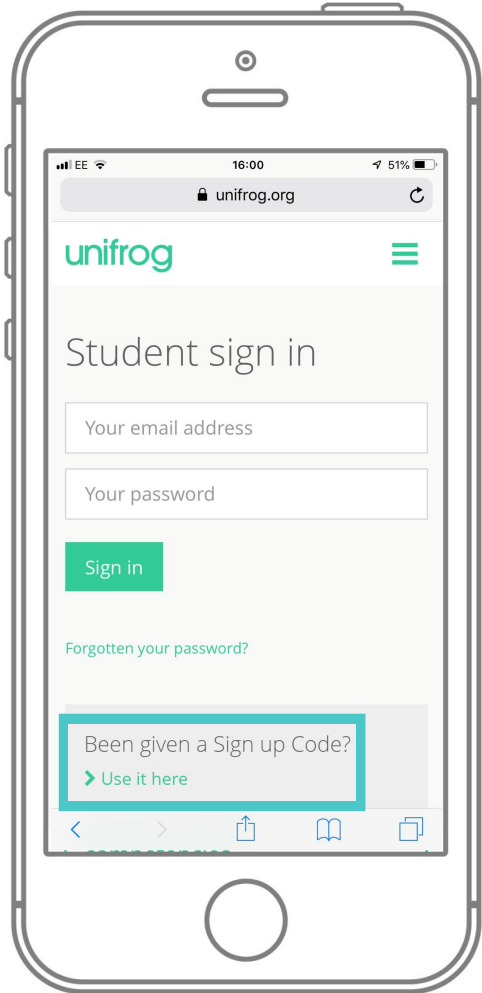 EE 16:00 51%
unifrog.org
unifrog
Student sign in
Your email address
Your password
Sign in
Forgotten your password?
Been given a Sign up Code?
Use it here